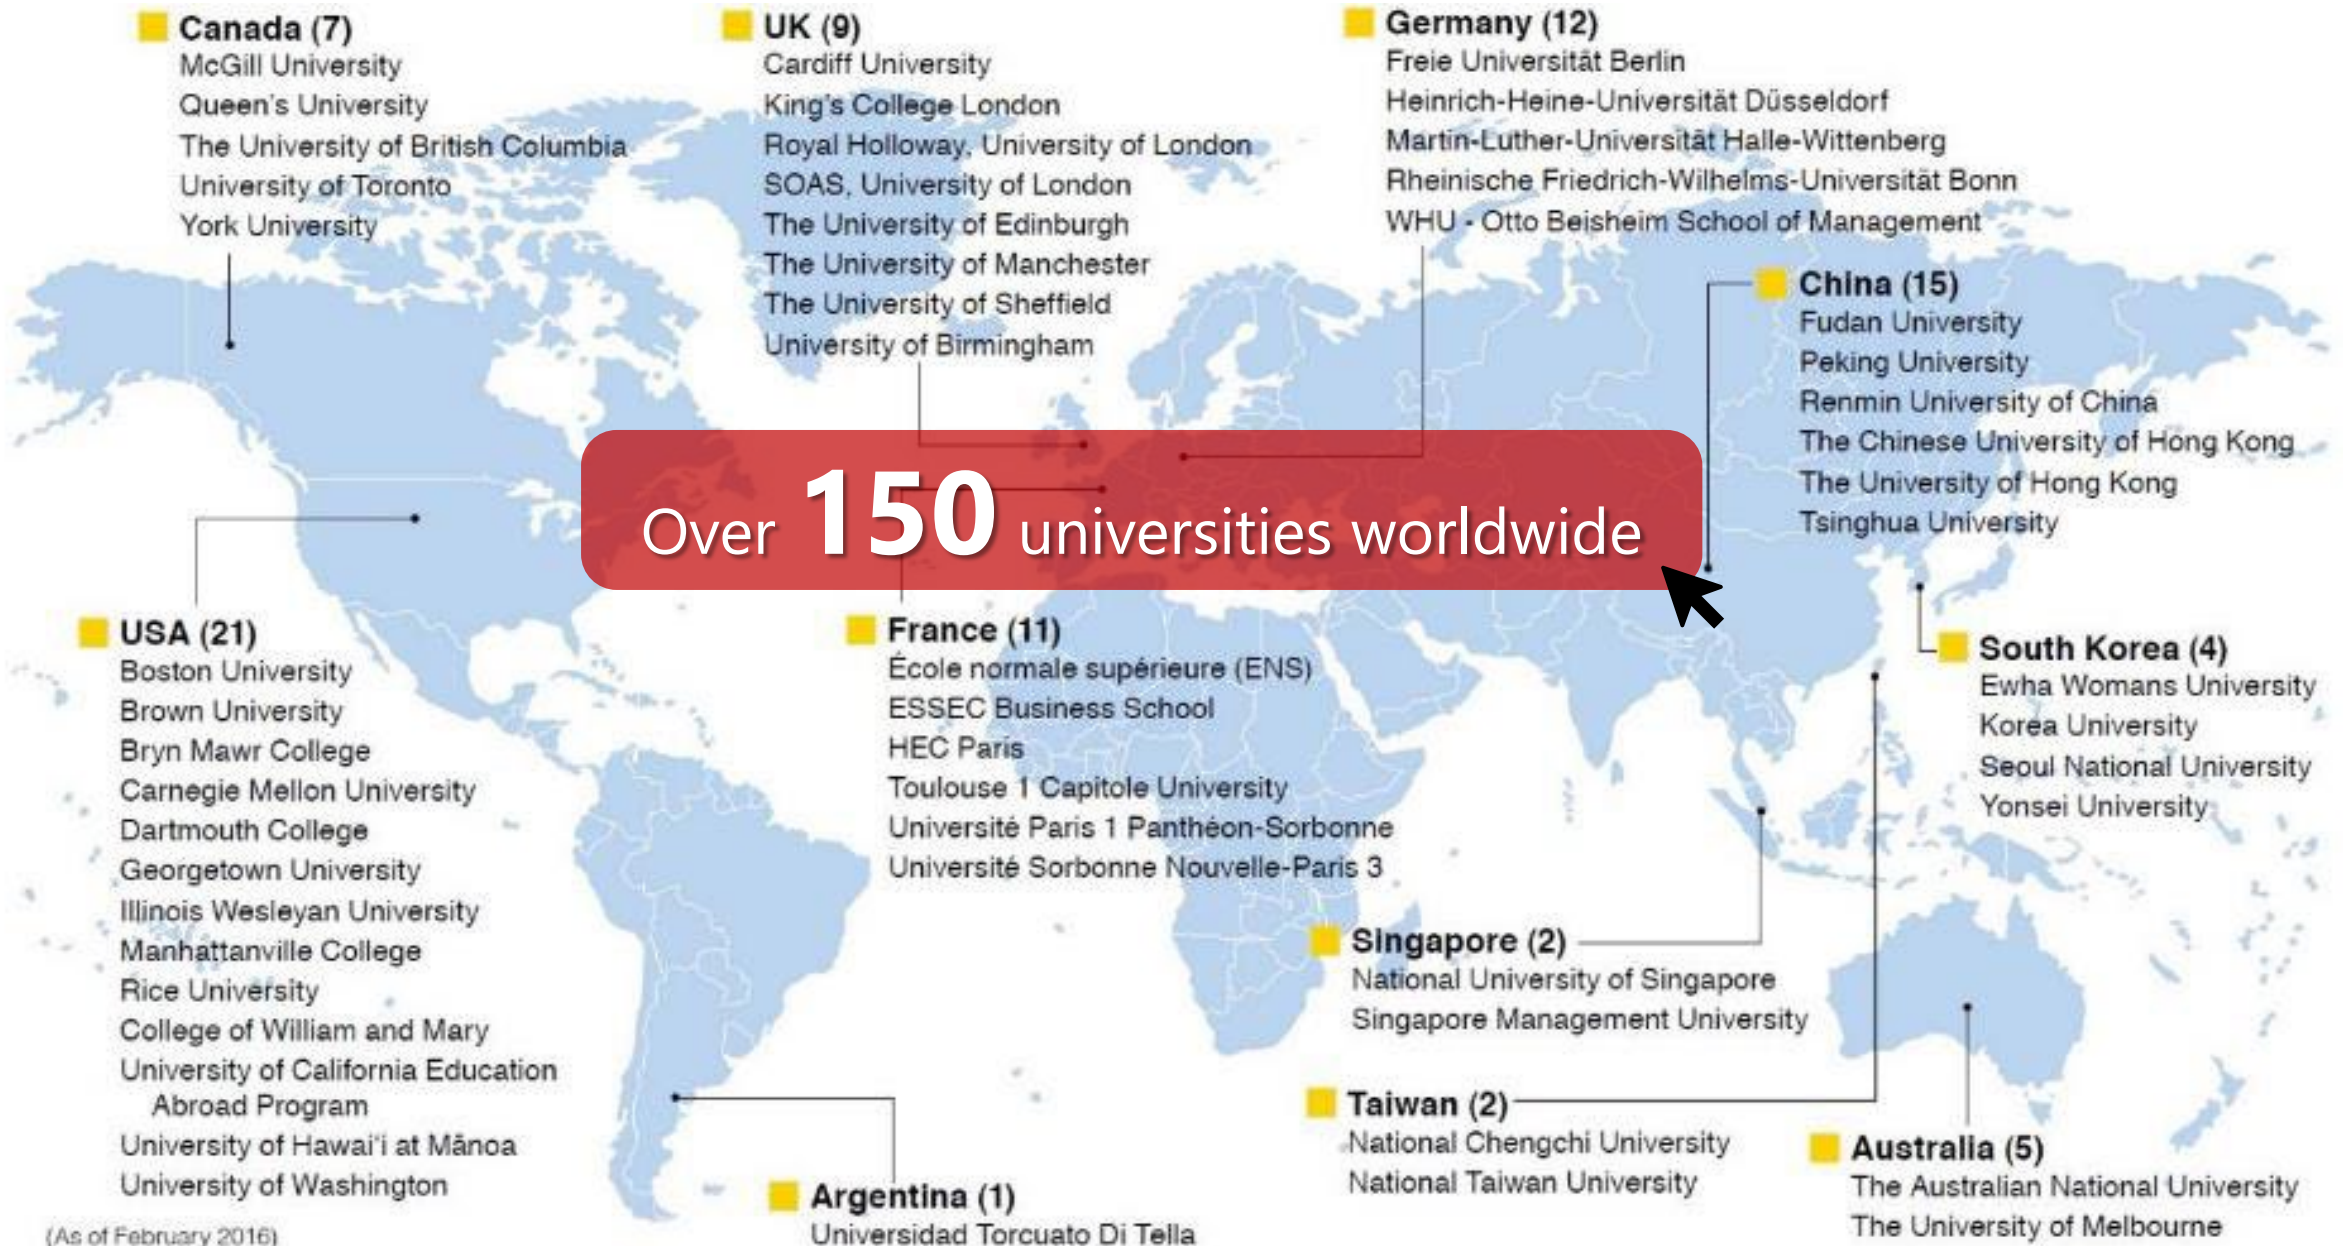 Canada (7)
McGill University
Queen's University
The University of British Columbia
University of Toronto
York University
UK (9)
Cardiff University
King's College London
Royal Holloway, University of London
SOAS, University of London
The University of Edinburgh
The University of Manchester
The University of Sheffield
University of Birmingham
Germany (12)
Freie Universität Berlin
Heinrich-Heine-Universität Düsseldorf
Martin-Luther-Universität Halle-Wittenberg
Rheinische Friedrich-Wilhelms-Universität Bonn
WHU - Otto Beisheim School of Management
China (15)
Fudan University
Peking University
Renmin University of China
The Chinese University of Hong Kong
The University of Hong Kong
Tsinghua University
Over 150 universities worldwide
USA (21)
Boston University
Brown University
Bryn Mawr College
Carnegie Mellon University
Dartmouth College
Georgetown University
Illinois Wesleyan University
Manhattanville College
Rice University
College of William and Mary
University of California Education
Abroad Program
University of Hawai'i at Mānoa
University of Washington
France (11)
École normale supérieure (ENS)
ESSEC Business School
HEC Paris
Toulouse 1 Capitole University
Université Paris 1 Panthéon-Sorbonne
Université Sorbonne Nouvelle-Paris 3
South Korea (4)
Ewha Womans University
Korea University
Seoul National University
Yonsei University
Singapore (2)
National University of Singapore
Singapore Management University
Taiwan (2)
National Chengchi University
National Taiwan University
Australia (5)
The Australian National University
The University of Melbourne
Argentina (1)
Universidad Torcuato Di Tella
(As of February 2016)